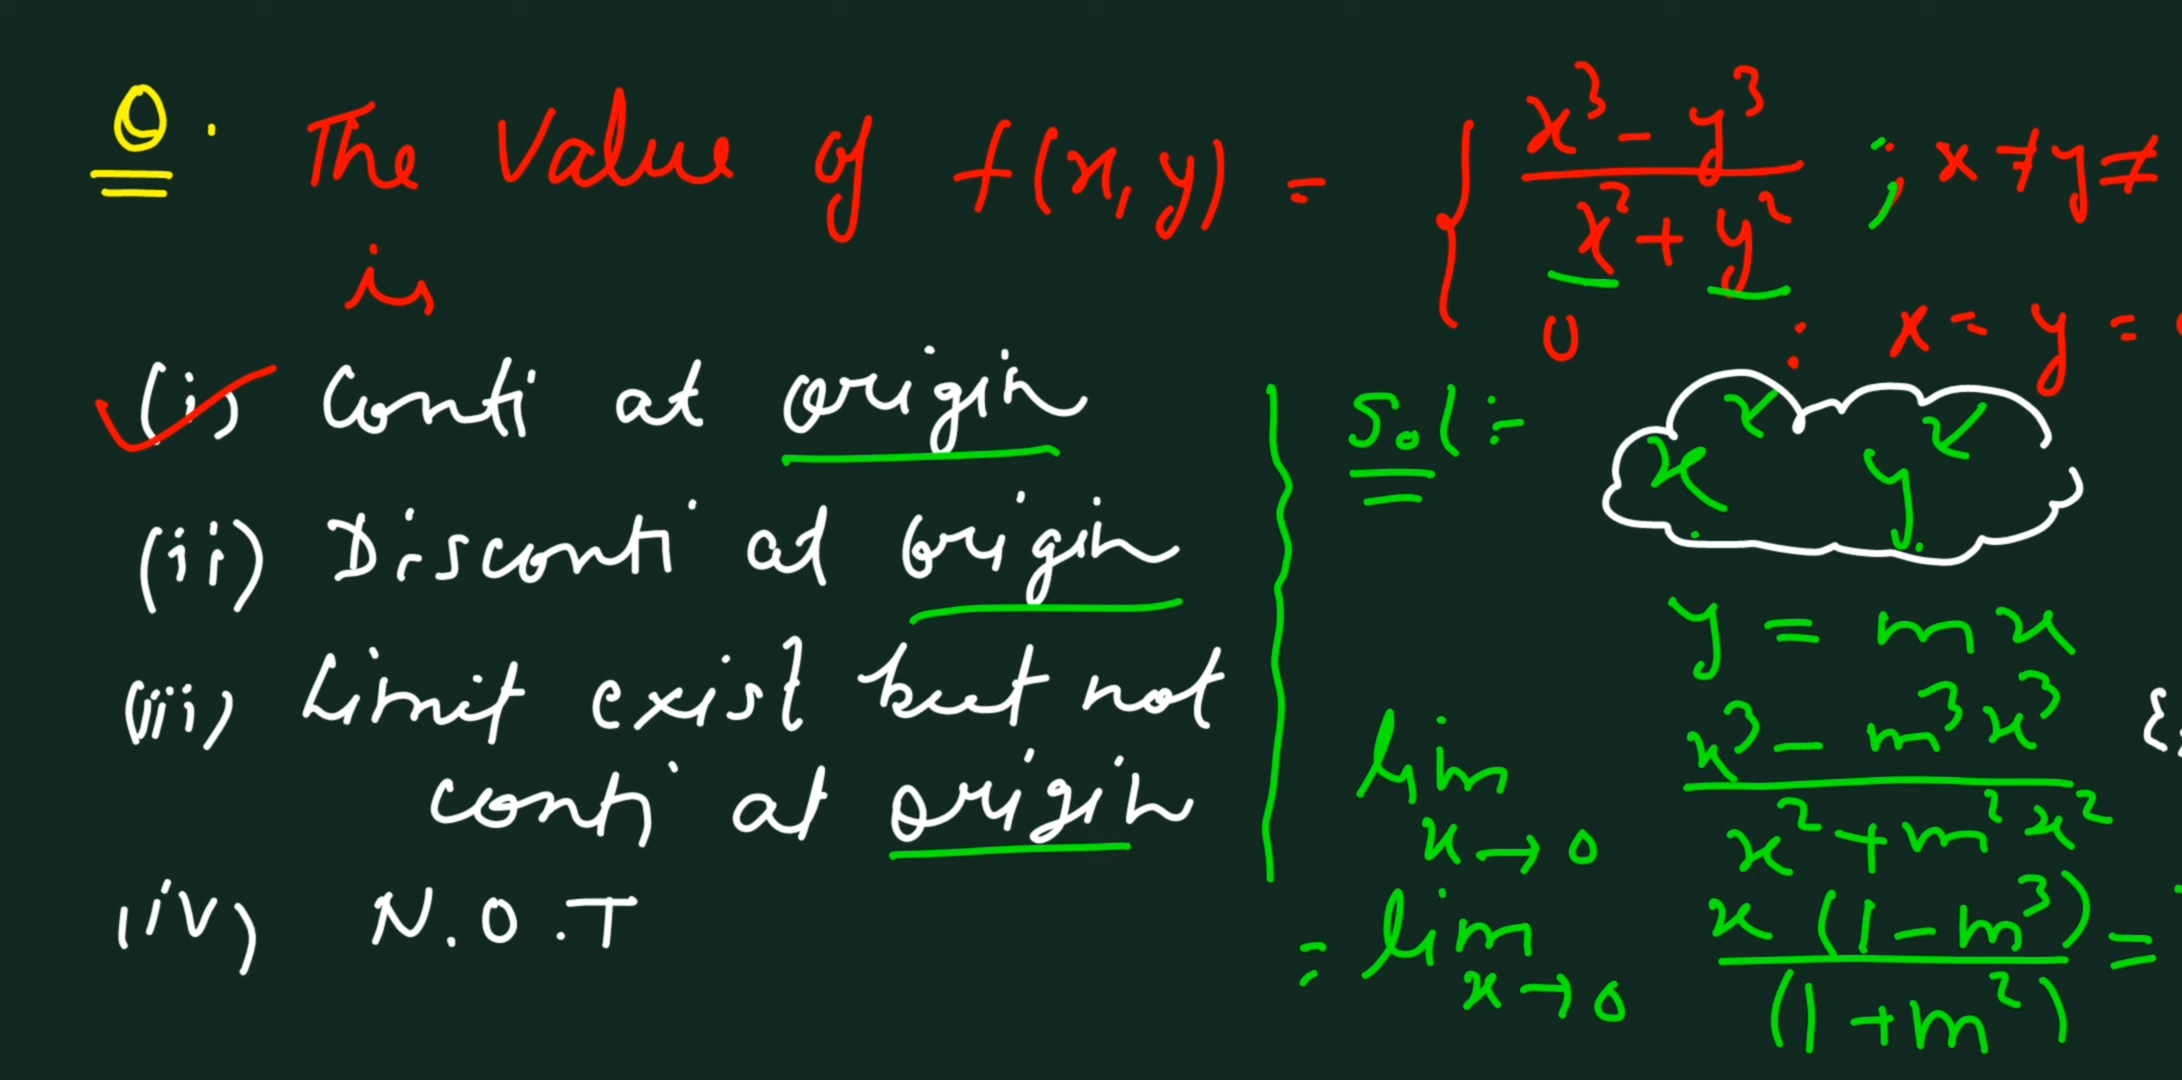 Q. The Value of f(x,y) = { x³ - y³ / x² + y² ; x ≠ y ≠
is
0 : x = y =
(i) Conti at origin
(ii) Disconti at origin
(iii) Limit exist but not
conti at origin
(iv) N.O.T
Sol:-
x y
y = mx
lim x→0 x³ - m³x³ / x² + m²x²
= lim x→0 x(1-m³) / (1+m²) =